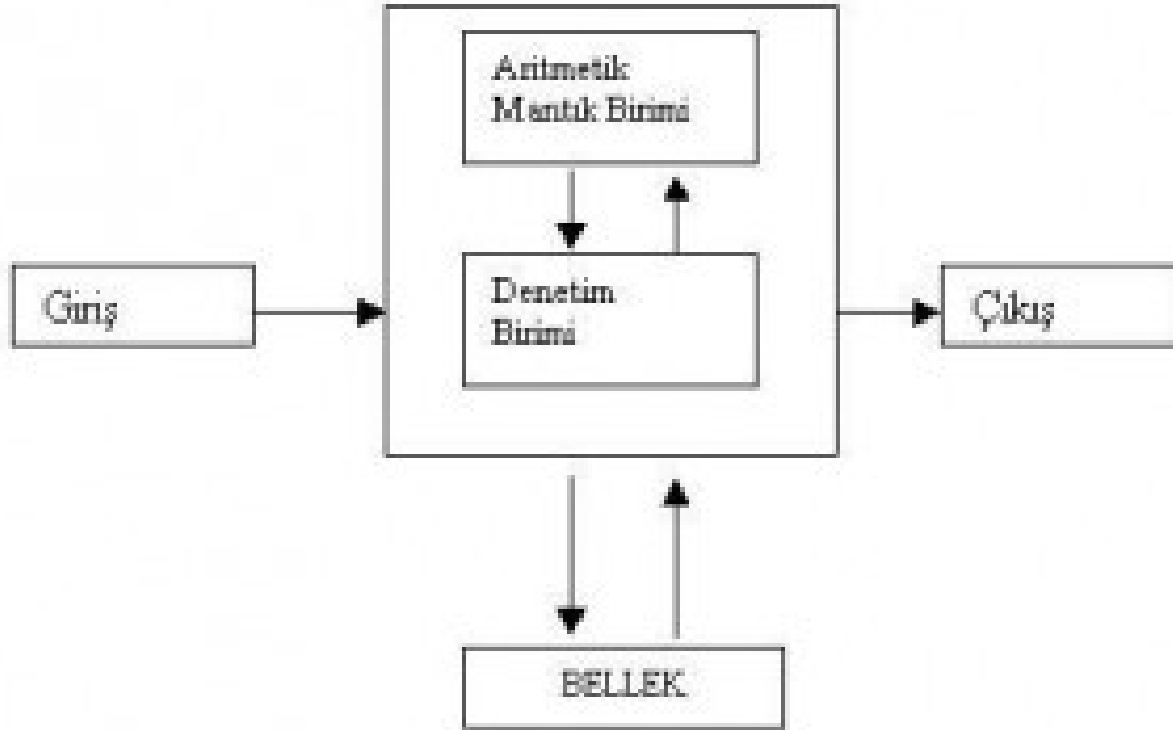 Aritmetik
Mantık Birimi
Giriş
Denetim
Birimi
Çıkış
BELLEK